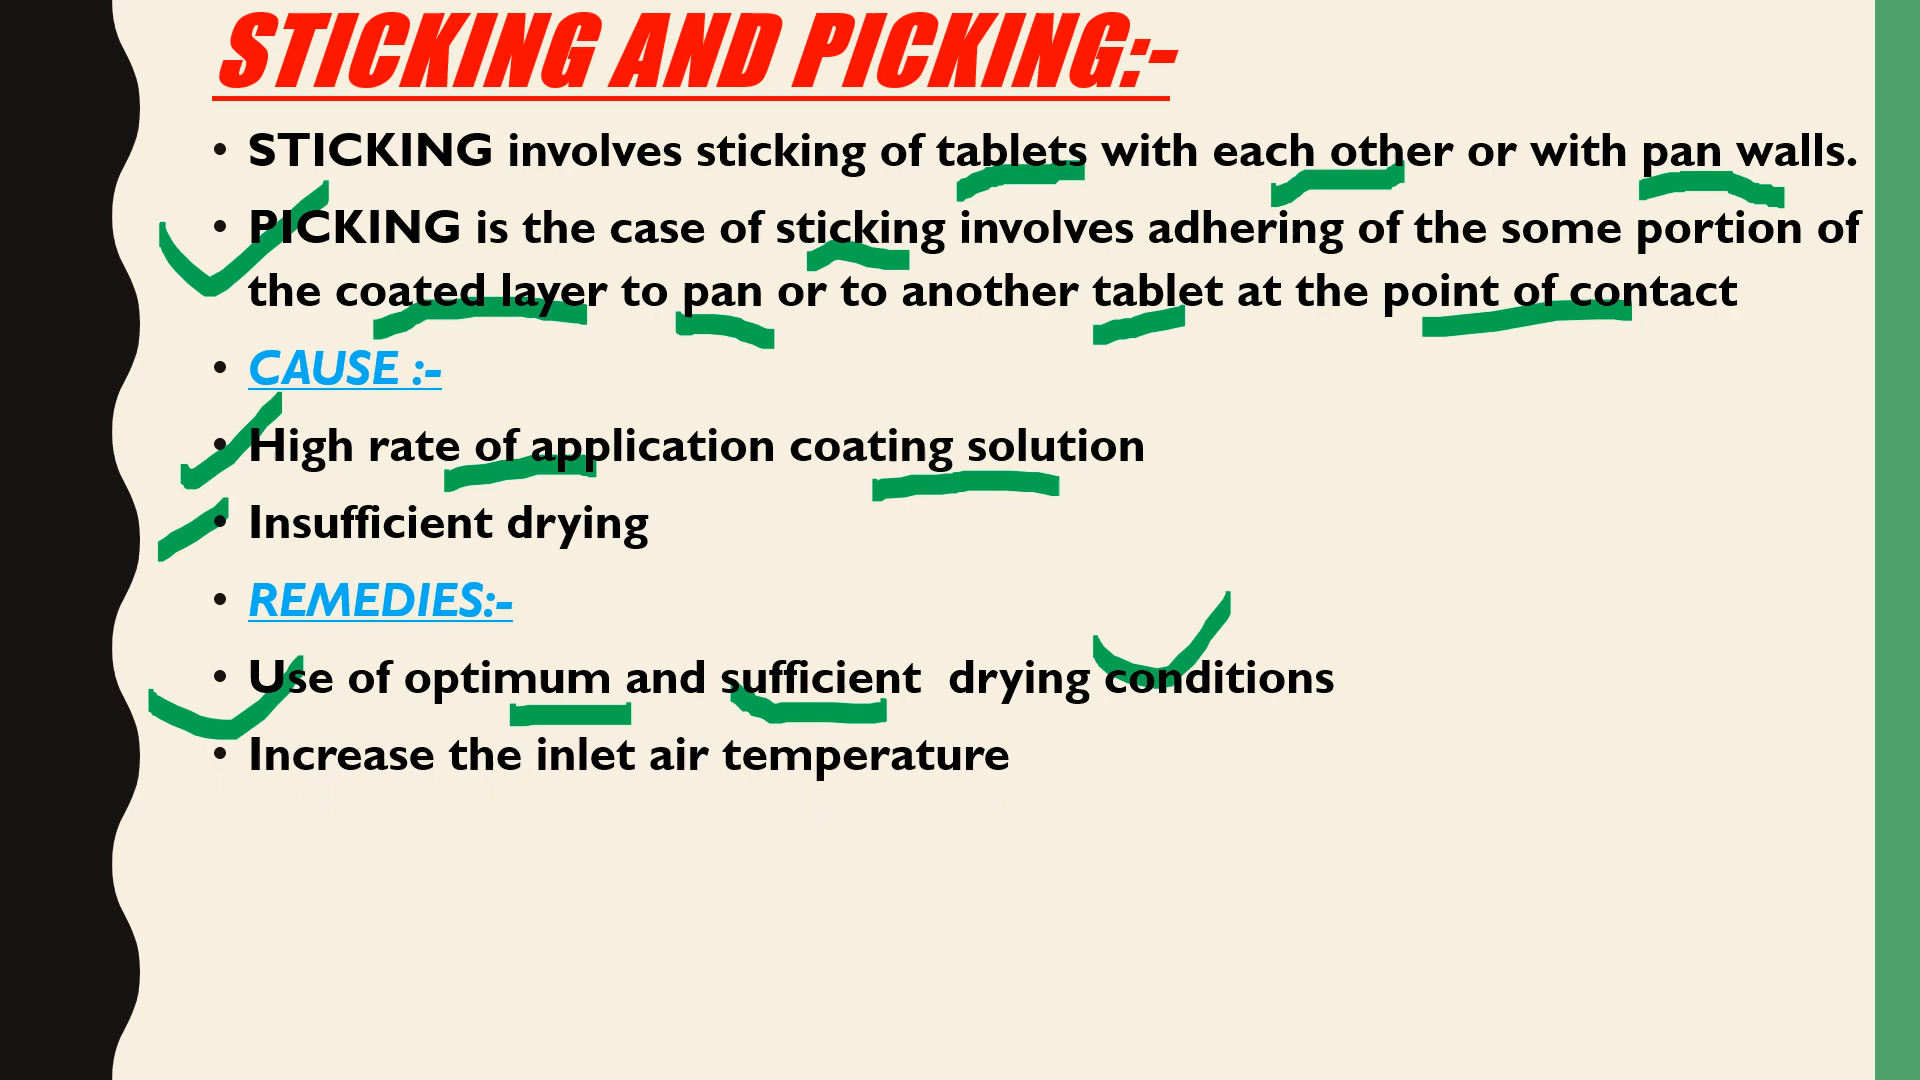 STICKING AND PICKING:-
• STICKING involves sticking of tablets with each other or with pan walls.
• PICKING is the case of sticking involves adhering of the some portion of
the coated layer to pan or to another tablet at the point of contact
• CAUSE :-
• High rate of application coating solution
• Insufficient drying
• REMEDIES:-
• Use of optimum and sufficient  drying conditions
• Increase the inlet air temperature